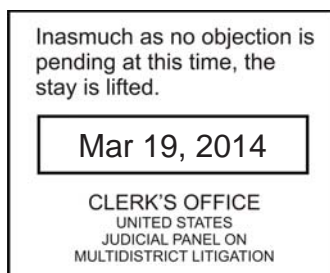 Inasmuch as no objection is
pending at this time, the
stay is lifted.
Mar 19, 2014
CLERK'S OFFICE
UNITED STATES
JUDICIAL PANEL ON
MULTIDISTRICT LITIGATION